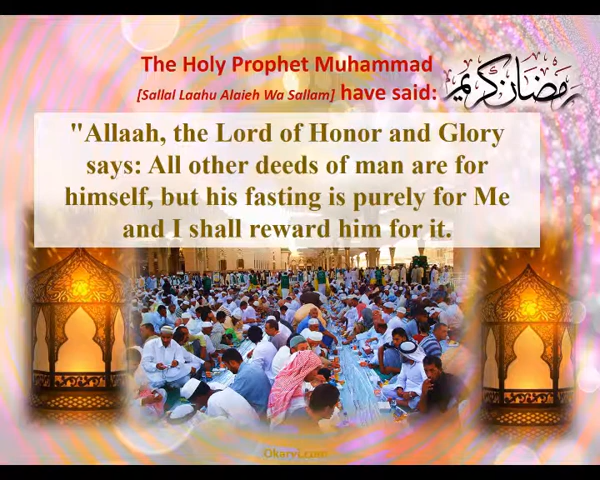 The Holy Prophet Muhammad
[Sallal Laahu Alaieh Wa Sallam] have said:
رمضان كريم
"Allaah, the Lord of Honor and Glory
says: All other deeds of man are for
himself, but his fasting is purely for Me
and I shall reward him for it.